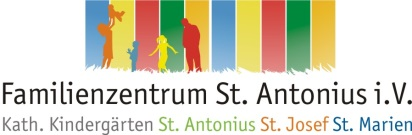 Familienzentrum St. Antonius i.V.
Kath. Kindergärten St. Antonius St. Josef St. Marien